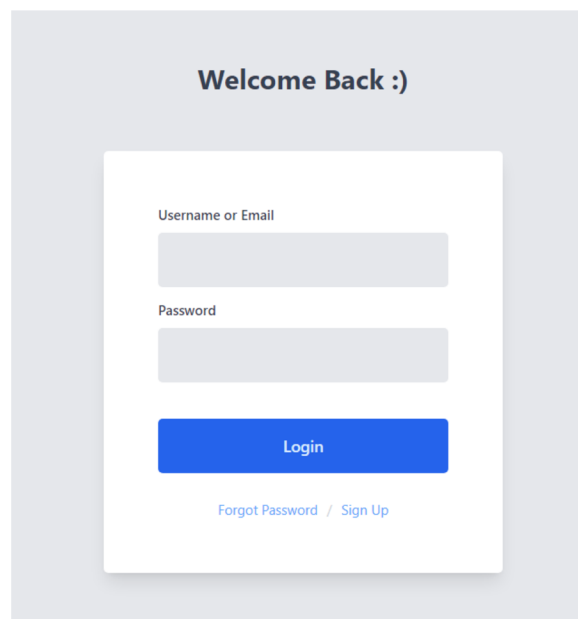 Welcome Back :)
Username or Email
Password
Login
Forgot Password / Sign Up